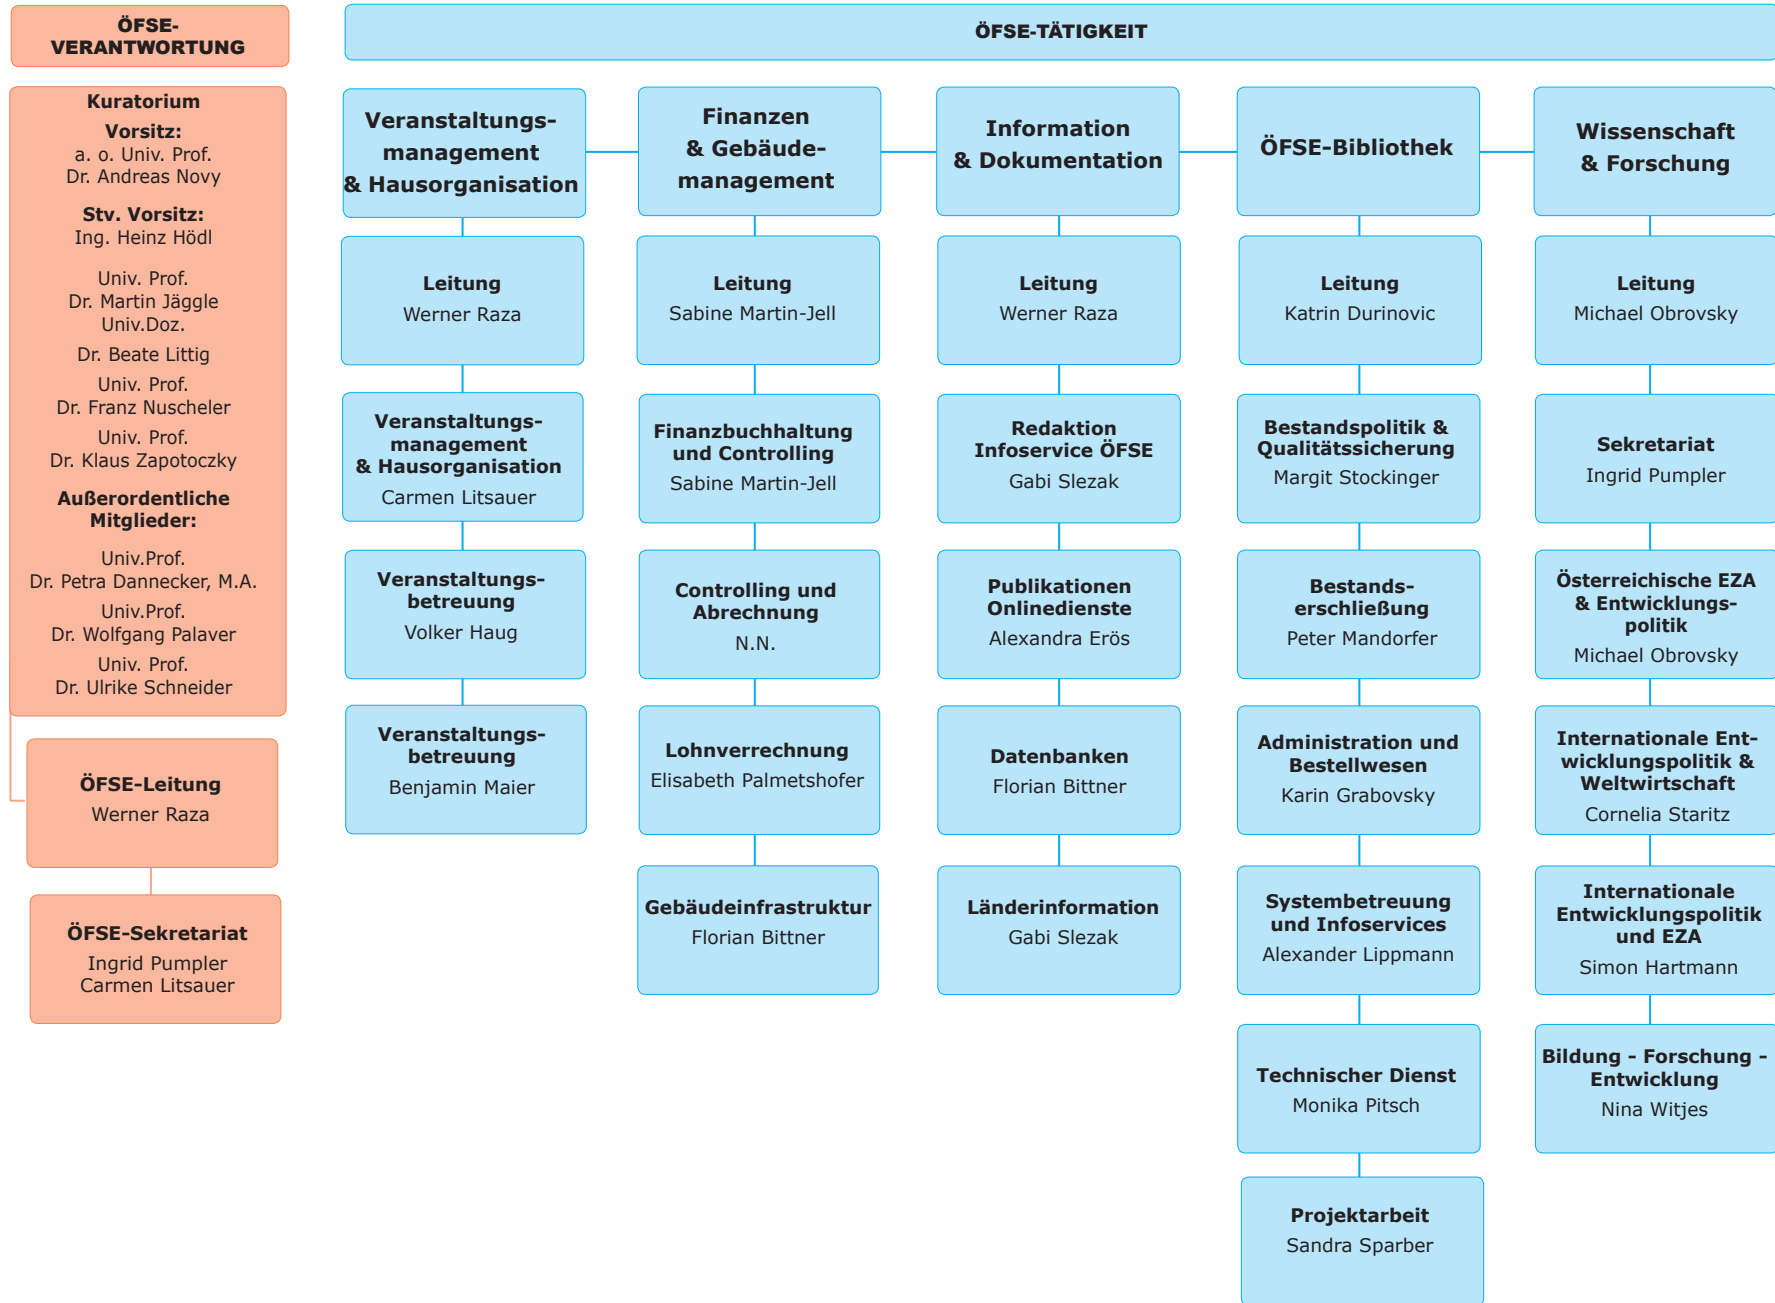 ÖFSE-
VERANTWORTUNG
Kuratorium
Vorsitz:
a. o. Univ. Prof.
Dr. Andreas Novy
Stv. Vorsitz:
Ing. Heinz Hödl
Univ. Prof.
Dr. Martin Jäggle
Univ.Doz.
Dr. Beate Littig
Univ. Prof.
Dr. Franz Nuscheler
Univ. Prof.
Dr. Klaus Zapotoczky
Außerordentliche
Mitglieder:
Univ.Prof.
Dr. Petra Dannecker, M.A.
Univ.Prof.
Dr. Wolfgang Palaver
Univ. Prof.
Dr. Ulrike Schneider
ÖFSE-Leitung
Werner Raza
ÖFSE-Sekretariat
Ingrid Pumpler
Carmen Litsauer
ÖFSE-TÄTIGKEIT
Veranstaltungs-
management
& Hausorganisation
Leitung
Werner Raza
Veranstaltungs-
management
& Hausorganisation
Carmen Litsauer
Veranstaltungs-
betreuung
Volker Haug
Veranstaltungs-
betreuung
Benjamin Maier
Finanzen
& Gebäude-
management
Leitung
Sabine Martin-Jell
Finanzbuchhaltung
und Controlling
Sabine Martin-Jell
Controlling und
Abrechnung
N.N.
Lohnverrechnung
Elisabeth Palmetshofer
Gebäudeinfrastruktur
Florian Bittner
Information
& Dokumentation
Leitung
Werner Raza
Redaktion
Infoservice ÖFSE
Gabi Slezak
Publikationen
Onlinedienste
Alexandra Erös
Datenbanken
Florian Bittner
Länderinformation
Gabi Slezak
ÖFSE-Bibliothek
Leitung
Katrin Durinovic
Bestandspolitik &
Qualitätssicherung
Margit Stockinger
Bestands-
erschließung
Peter Mandorfer
Administration und
Bestellwesen
Karin Grabovsky
Systembetreuung
und Infoservices
Alexander Lippmann
Technischer Dienst
Monika Pitsch
Projektarbeit
Sandra Sparber
Wissenschaft
& Forschung
Leitung
Michael Obrovsky
Sekretariat
Ingrid Pumpler
Österreichische EZA
& Entwicklungs-
politik
Michael Obrovsky
Internationale Ent-
wicklungspolitik &
Weltwirtschaft
Cornelia Staritz
Internationale
Entwicklungspolitik
und EZA
Simon Hartmann
Bildung - Forschung -
Entwicklung
Nina Witjes